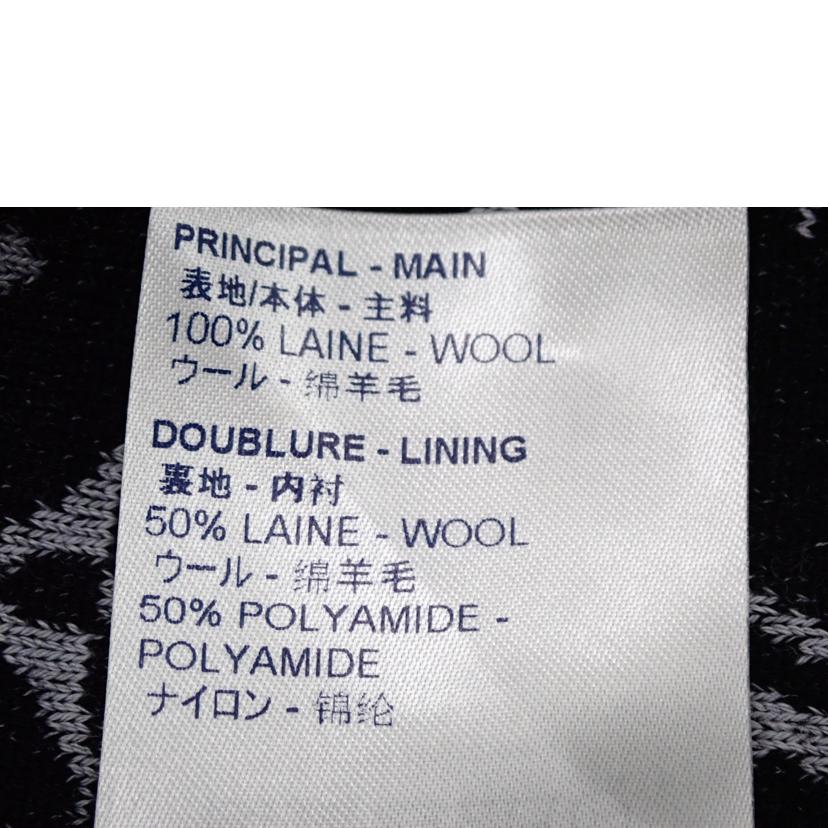 PRINCIPAL - MAIN
表地/本体 - 主料
100% LAINE - WOOL
ウール - 绵羊毛
DOUBLURE - LINING
裏地 - 内衬
50% LAINE - WOOL
ウール - 绵羊毛
50% POLYAMIDE -
POLYAMIDE
ナイロン - 锦纶